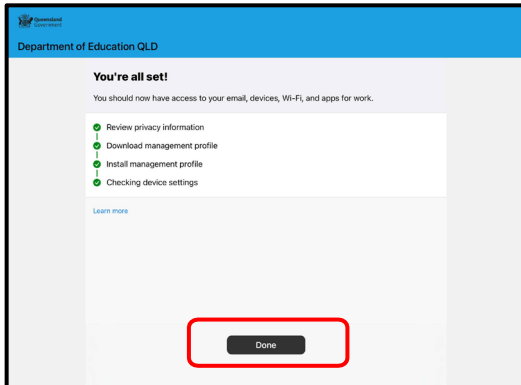 Queensland
Government
Department of Education QLD
You're all set!
You should now have access to your email, devices, Wi-Fi, and apps for work.
Review privacy information
Download management profile
Install management profile
Checking device settings
Learn more
Done